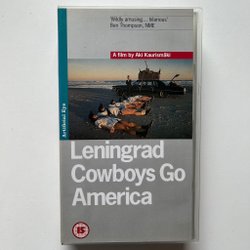 'Wildly amusing... hilarious'
Ben Thompson, NME
A film by Aki Kaurismäki
Artificial Eye
Leningrad
Cowboys Go
America
15